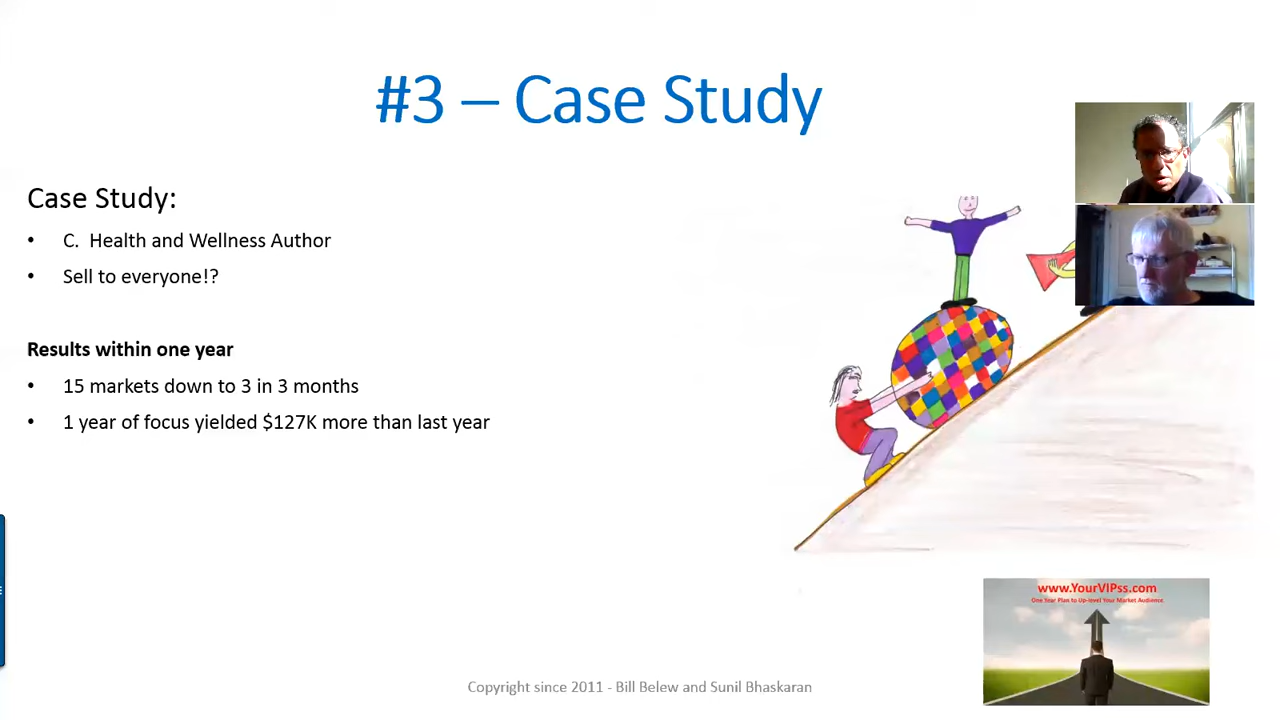 #3 – Case Study
Case Study:
• C. Health and Wellness Author
• Sell to everyone!?
Results within one year
• 15 markets down to 3 in 3 months
• 1 year of focus yielded $127K more than last year
www.YourVIPss.com
One Year Plan to Up-level Your Market Audience.
Copyright since 2011 - Bill Belew and Sunil Bhaskaran